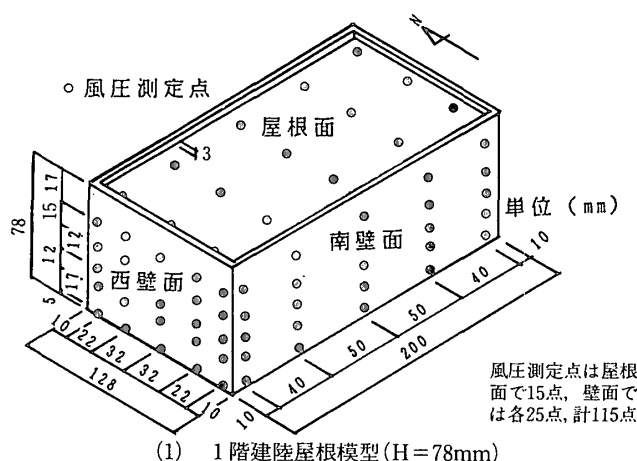 N
○ 風圧測定点
屋根面
3
単位 (mm)
南壁面
西壁面
78
17
15
12
12
17
5
10
22
32
32
22
10
128
10
40
50
50
40
10
200
風圧測定点は屋根
面で15点, 壁面で
は各25点, 計115点
(1) 1階建陸屋根模型(H=78mm)